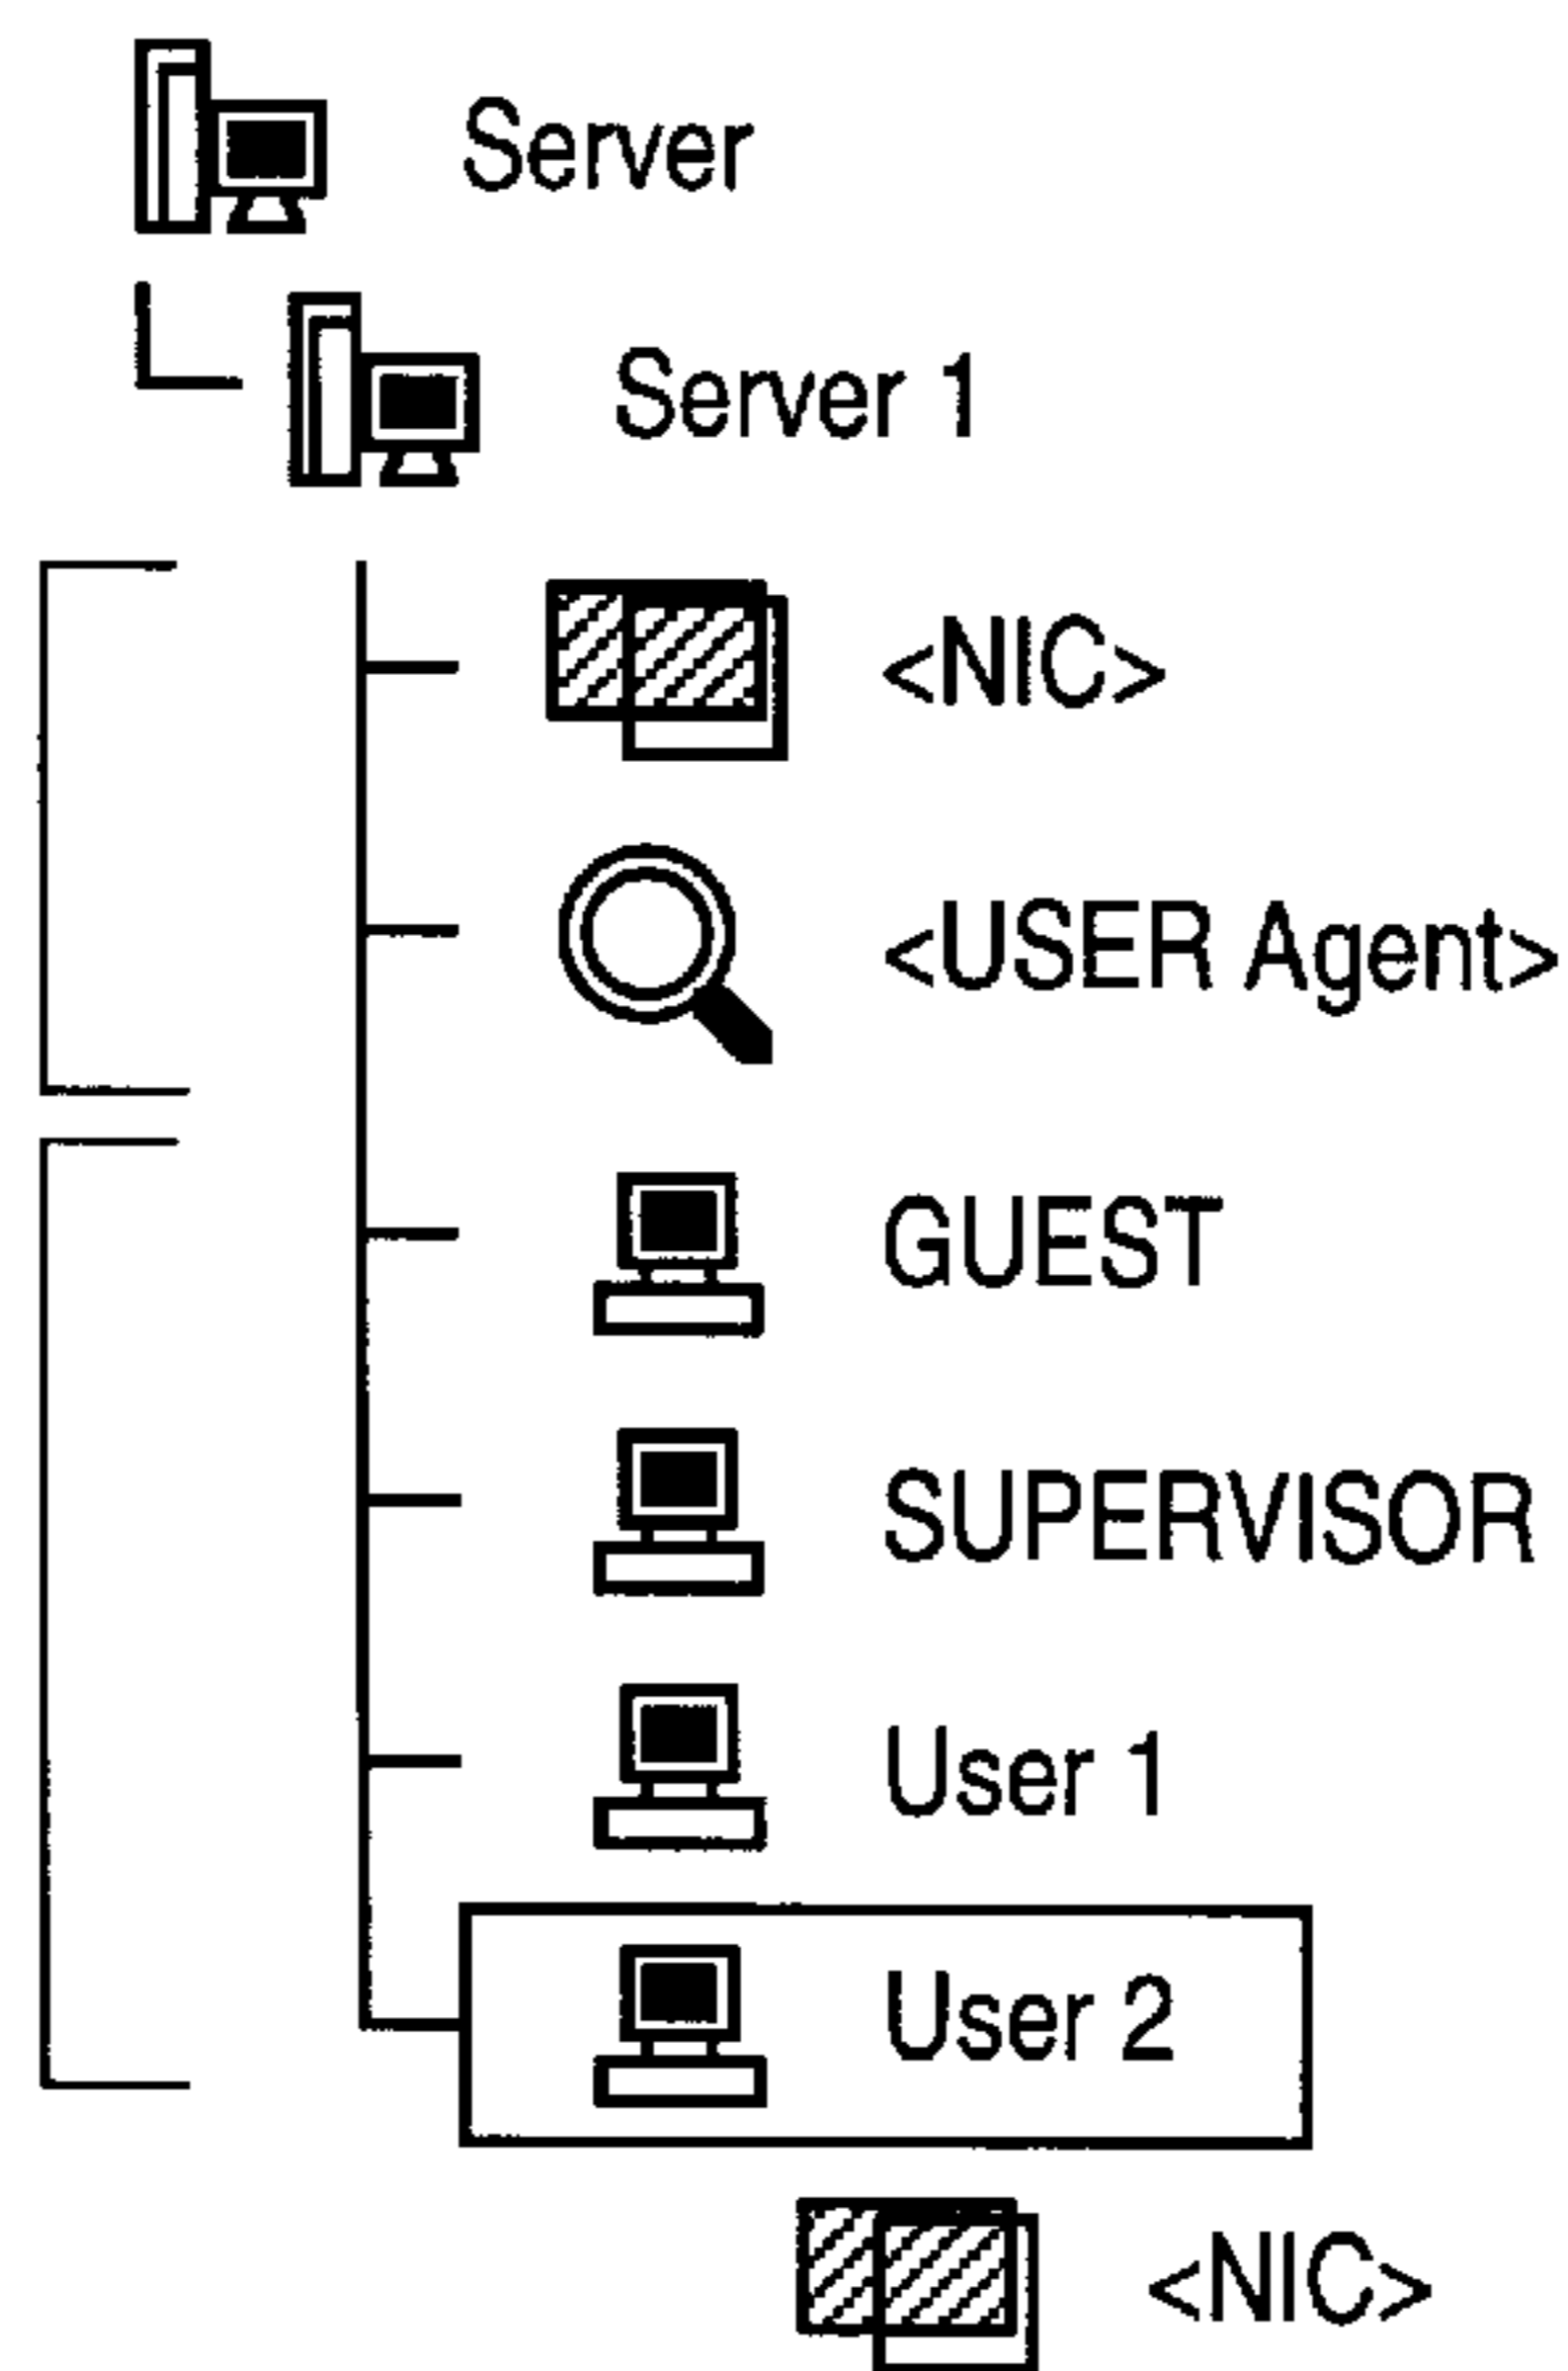 Server
Server 1
<NIC>
<USER Agent>
GUEST
SUPERVISOR
User 1
User 2
<NIC>